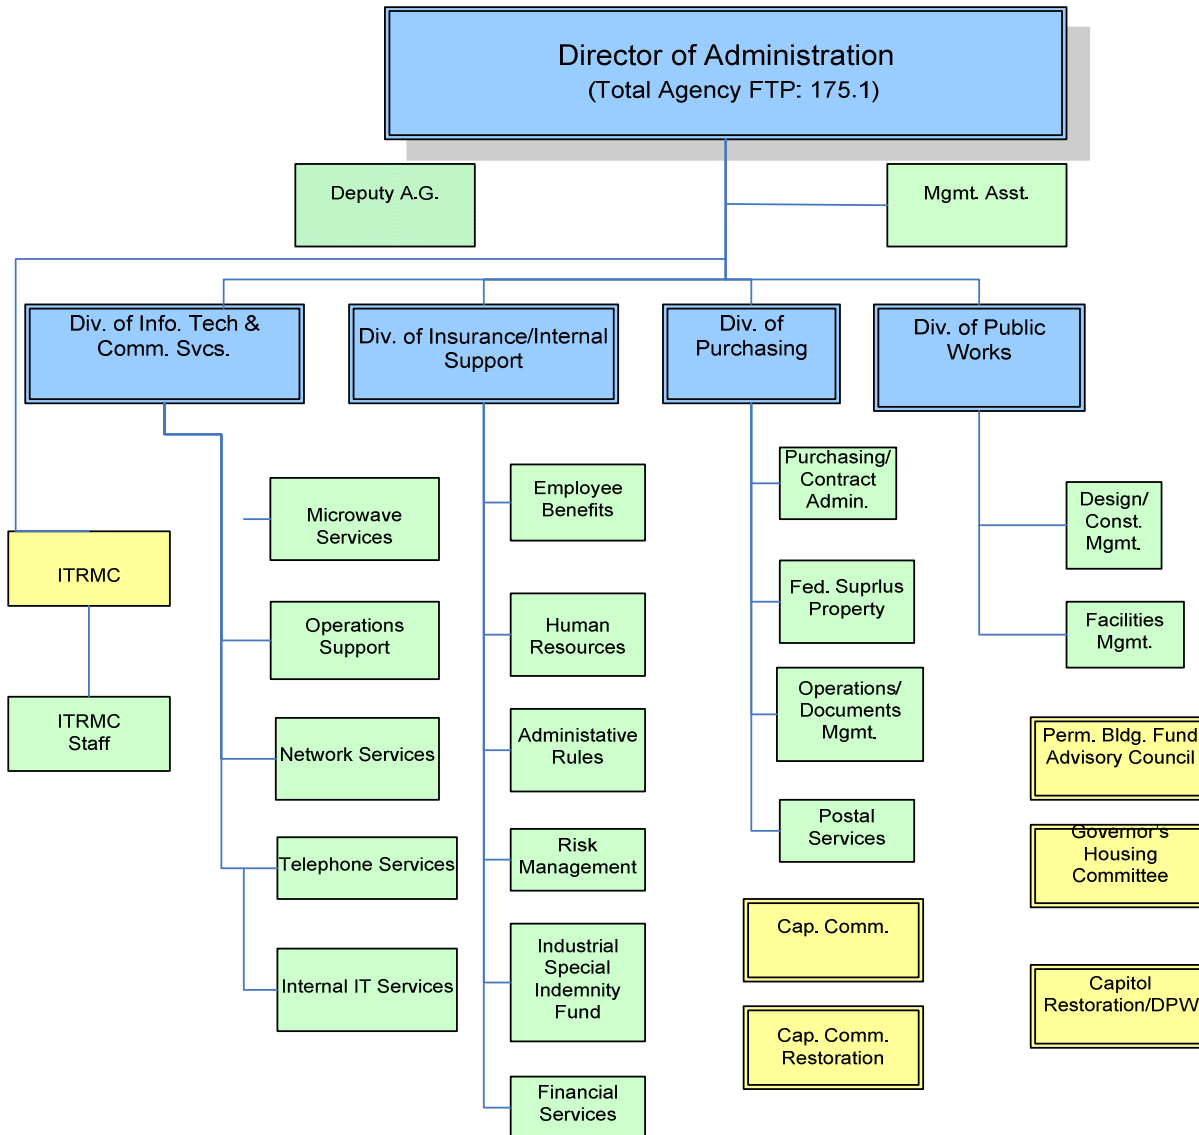 Director of Administration
(Total Agency FTP: 175.1)
Deputy A.G.
Mgmt. Asst.
Div. of Info. Tech &
Comm. Svcs.
Div. of Insurance/Internal
Support
Div. of
Purchasing
Div. of Public
Works
ITRMC
ITRMC
Staff
Microwave
Services
Operations
Support
Network Services
Telephone Services
Internal IT Services
Employee
Benefits
Human
Resources
Administative
Rules
Risk
Management
Industrial
Special
Indemnity
Fund
Financial
Services
Purchasing/
Contract
Admin.
Fed. Suprlus
Property
Operations/
Documents
Mgmt.
Postal
Services
Cap. Comm.
Cap. Comm.
Restoration
Design/
Const.
Mgmt.
Facilities
Mgmt.
Perm. Bldg. Fund
Advisory Council
Governor's
Housing
Committee
Capitol
Restoration/DPW